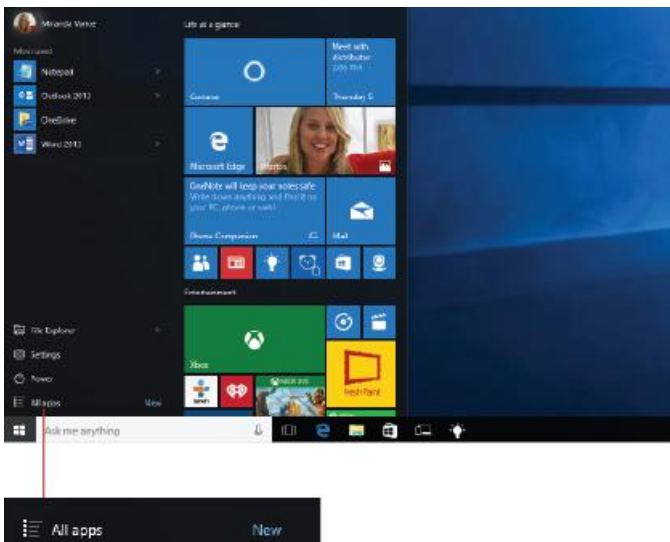 Miranda Vance
Life at a glance
Most used
Notepad
Outlook 2013
OneDrive
Word 2013
Cortana
Meet with
distributor
Thursday 5
Microsoft Edge
Photos
OneNote will keep your notes safe
Write down anything and find it on
your PC, phone or web!
Phone Companion
Mail
Entertainment
Xbox
Fresh Paint
File Explorer
Settings
Power
All apps
New
Ask me anything
All apps
New